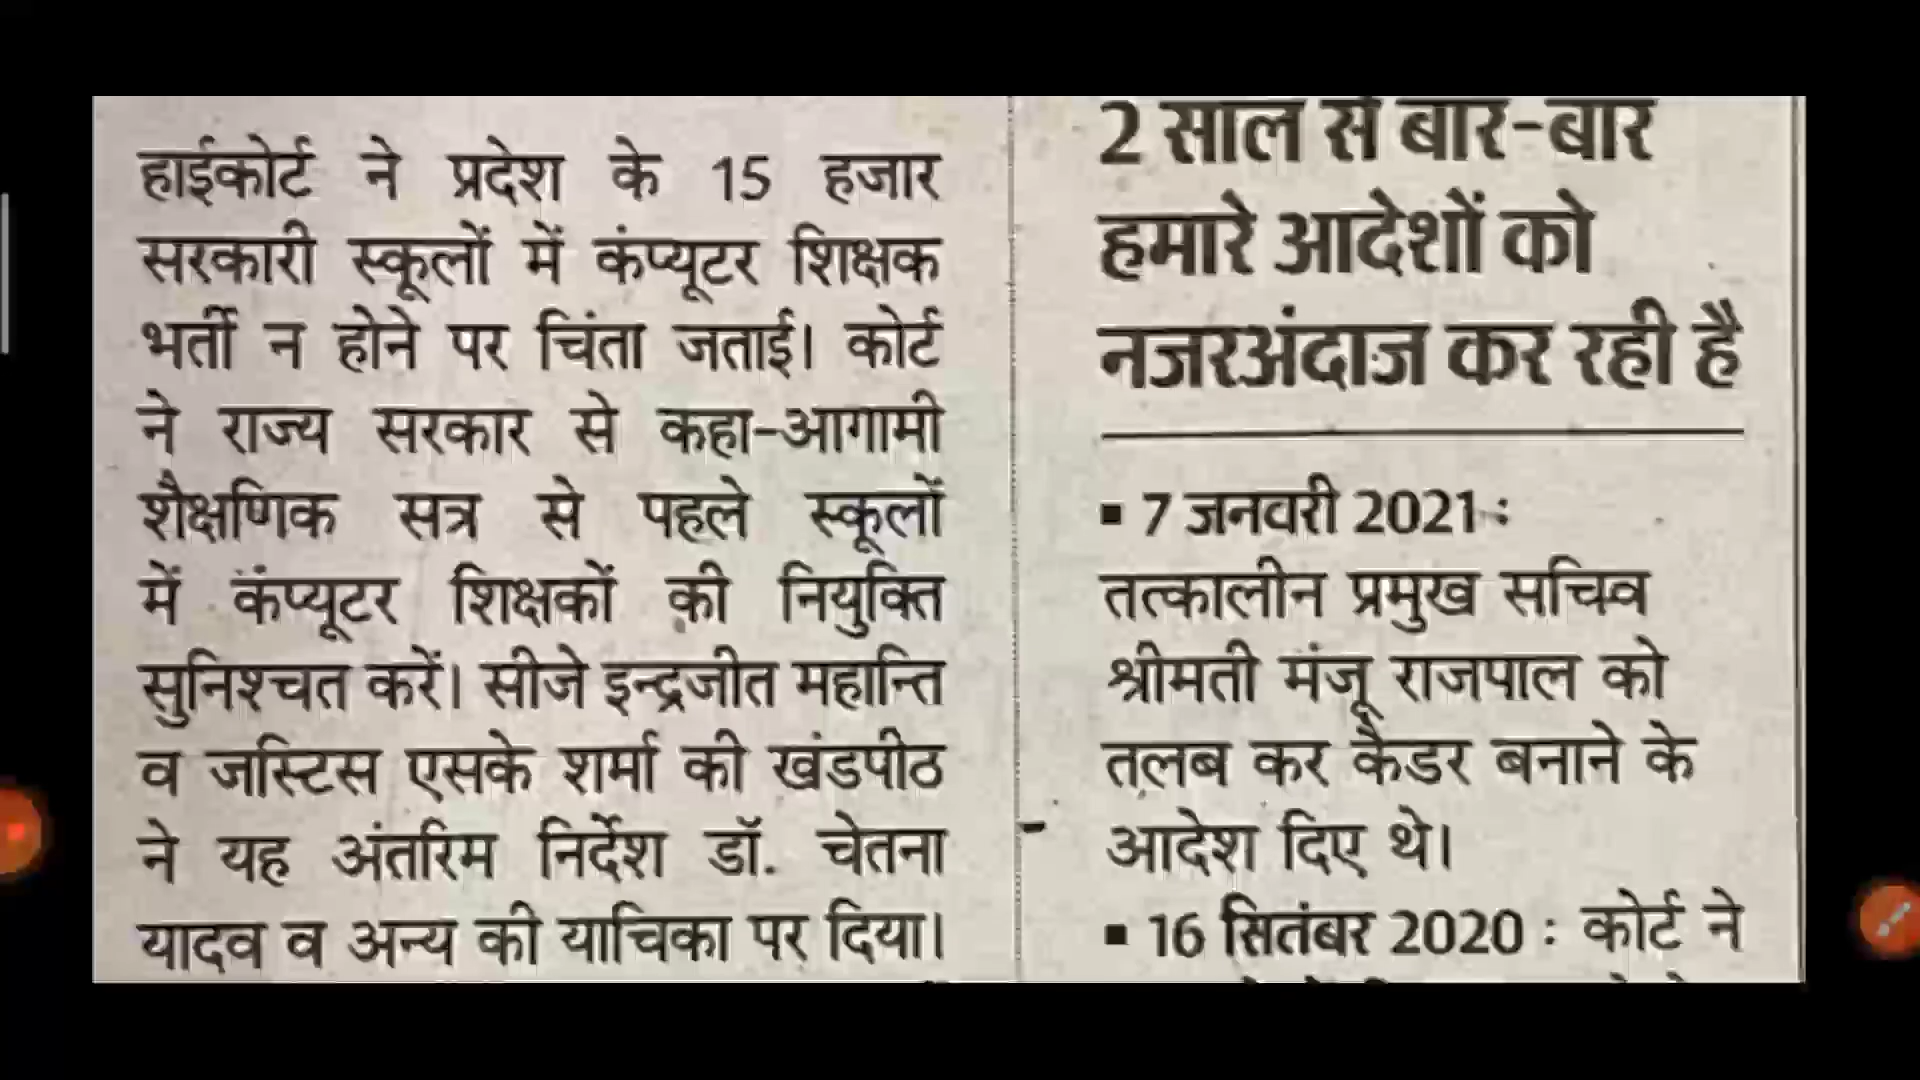 हाईकोर्ट ने प्रदेश के 15 हजार
सरकारी स्कूलों में कंप्यूटर शिक्षक
भर्ती न होने पर चिंता जताई। कोर्ट
ने राज्य सरकार से कहा-आगामी
शैक्षणिक सत्र से पहले स्कूलों
में कंप्यूटर शिक्षकों की नियुक्ति
सुनिश्चत करें। सीजे इन्द्रजीत महान्ति
व जस्टिस एसके शर्मा की खंडपीठ
ने यह अंतरिम निर्देश डॉ. चेतना
यादव व अन्य की याचिका पर दिया।
2 साल से बार-बार
हमारे आदेशों को
नजरअंदाज कर रही है
▪ 7 जनवरी 2021 :
तत्कालीन प्रमुख सचिव
श्रीमती मंजू राजपाल को
तलब कर कैडर बनाने के
आदेश दिए थे।
▪ 16 सितंबर 2020 : कोर्ट ने